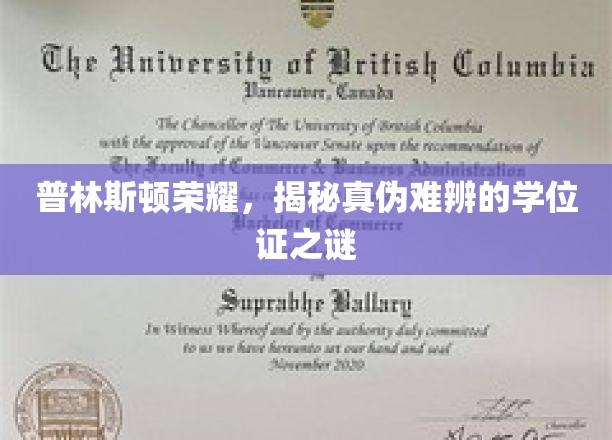 The University of British Columbia
Vancouver, Canada
The Chancellor of The University of British Columbia
with the approval of the Vancouver Senate upon the recommendation of
The Faculty of Commerce & Business Administration
普林斯顿荣耀，揭秘真伪难辨的学位
Bachelor of Commerce
证之谜
on
Suprabhe Ballary
In Witness Whereof and by the authority duly committed
to us we have hereunto set our hand and seal
November 2020
Chancellor